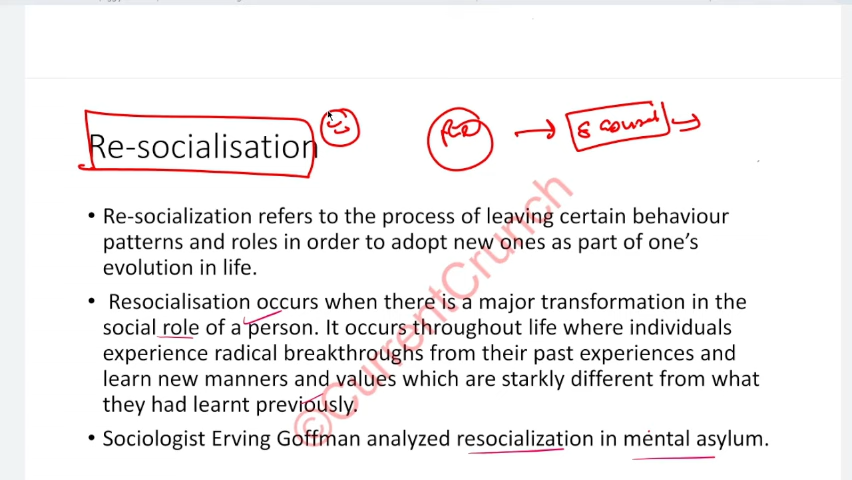 Re-socialisation
• Re-socialization refers to the process of leaving certain behaviour
patterns and roles in order to adopt new ones as part of one's
evolution in life.
• Resocialisation occurs when there is a major transformation in the
social role of a person. It occurs throughout life where individuals
experience radical breakthroughs from their past experiences and
learn new manners and values which are starkly different from what
they had learnt previously.
• Sociologist Erving Goffman analyzed resocialization in mental asylum.
©CurrentCrunch